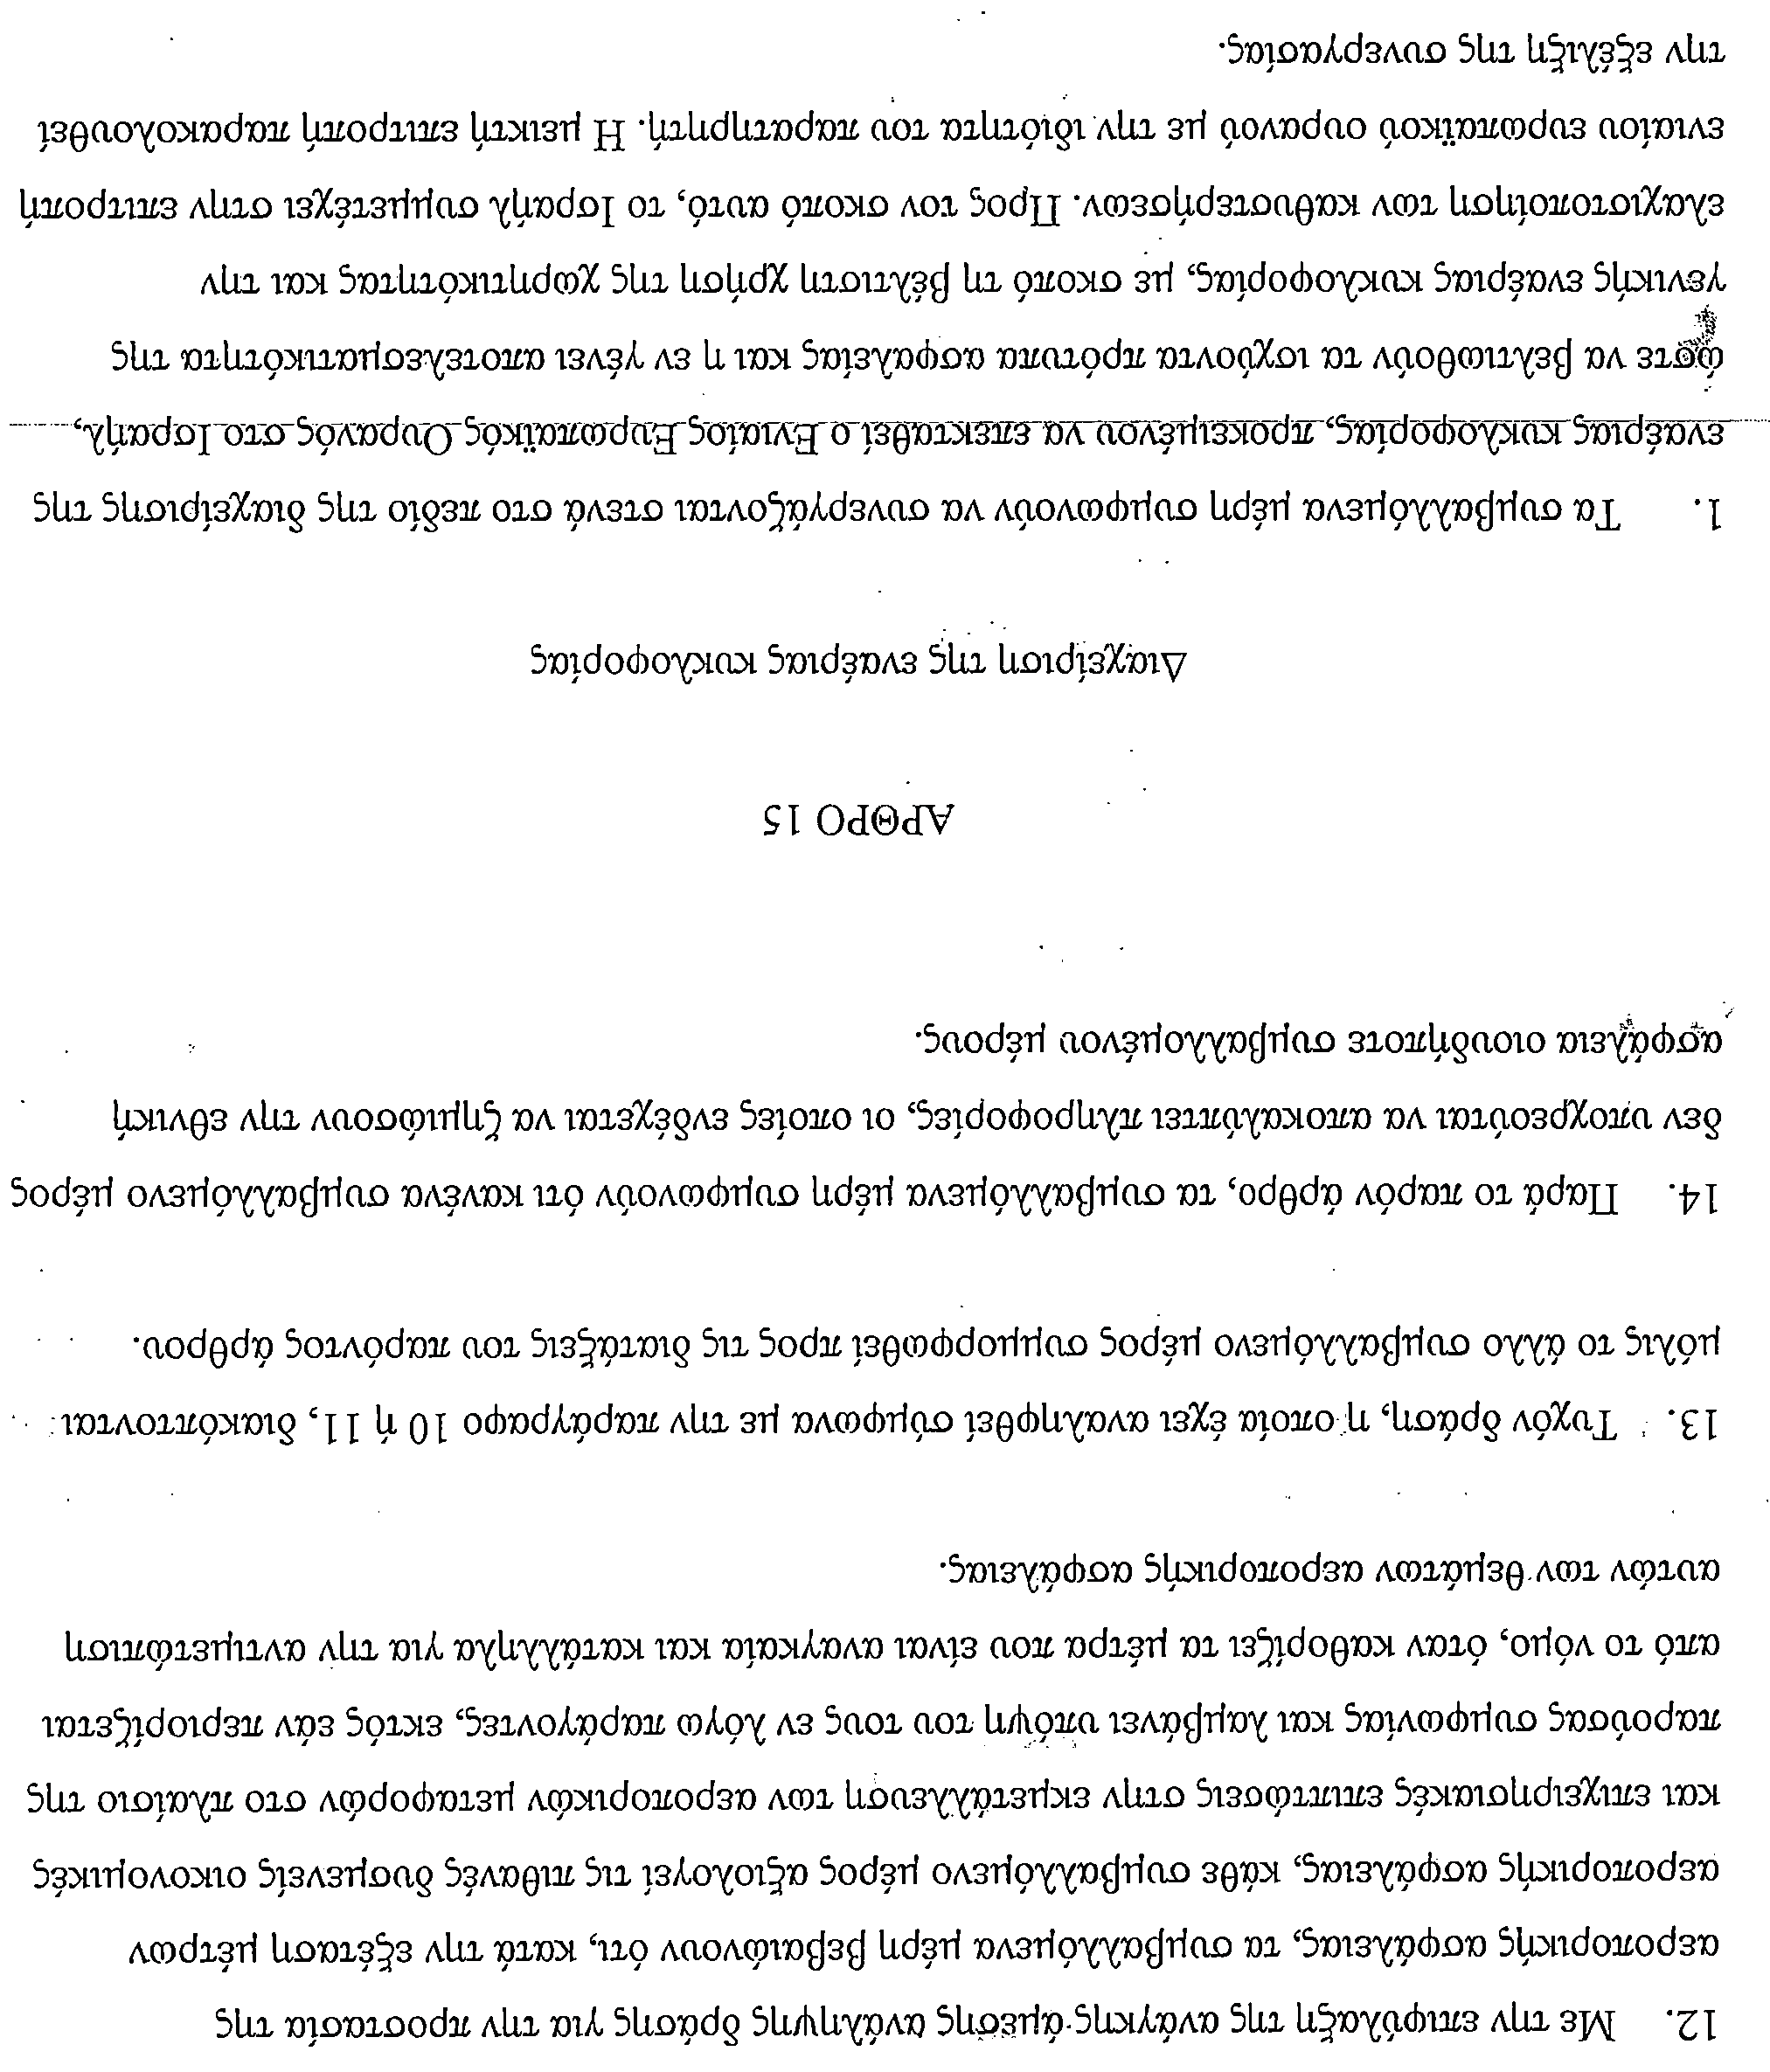 12. Με την επιφύλαξη της ανάγκης άμεσης ανάληψης δράσης για την προστασία της
αεροπορικής ασφάλειας, τα συμβαλλόμενα μέρη βεβαιώνουν ότι, κατά την εξέταση μέτρων
αεροπορικής ασφάλειας, κάθε συμβαλλόμενο μέρος αξιολογεί τις πιθανές δυσμενείς οικονομικές
και επιχειρησιακές επιπτώσεις στην εκμετάλλευση των αεροπορικών μεταφορών στο πλαίσιο της
παρούσας συμφωνίας και λαμβάνει υπόψη του τους εν λόγω παράγοντες, εκτός εάν περιορίζεται
από το νόμο, όταν καθορίζει τα μέτρα που είναι αναγκαία και κατάλληλα για την αντιμετώπιση
αυτών των θεμάτων αεροπορικής ασφάλειας.
13. Τυχόν δράση, η οποία έχει αναληφθεί σύμφωνα με την παράγραφο 10 ή 11, διακόπτονται
μόλις το άλλο συμβαλλόμενο μέρος συμμορφωθεί προς τις διατάξεις του παρόντος άρθρου.
14. Παρά το παρόν άρθρο, τα συμβαλλόμενα μέρη συμφωνούν ότι κανένα συμβαλλόμενο μέρος
δεν υποχρεούται να αποκαλύπτει πληροφορίες, οι οποίες ενδέχεται να ζημιώσουν την εθνική
ασφάλεια οιουδήποτε συμβαλλομένου μέρους.
ΑΡΘΡΟ 15
Διαχείριση της εναέριας κυκλοφορίας
1. Τα συμβαλλόμενα μέρη συμφωνούν να συνεργάζονται στενά στο πεδίο της διαχείρισης της
εναέριας κυκλοφορίας, προκειμένου να επεκταθεί ο Ενιαίος Ευρωπαϊκός Ουρανός στο Ισραήλ,
ώστε να βελτιωθούν τα ισχύοντα πρότυπα ασφαλείας και η εν γένει αποτελεσματικότητα της
γενικής εναέριας κυκλοφορίας, με σκοπό τη βέλτιστη χρήση της χωρητικότητας και την
ελαχιστοποίηση των καθυστερήσεων. Προς τον σκοπό αυτό, το Ισραήλ συμμετέχει στην επιτροπή
ενιαίου ευρωπαϊκού ουρανού με την ιδιότητα του παρατηρητή. Η μεικτή επιτροπή παρακολουθεί
την εξέλιξη της συνεργασίας.